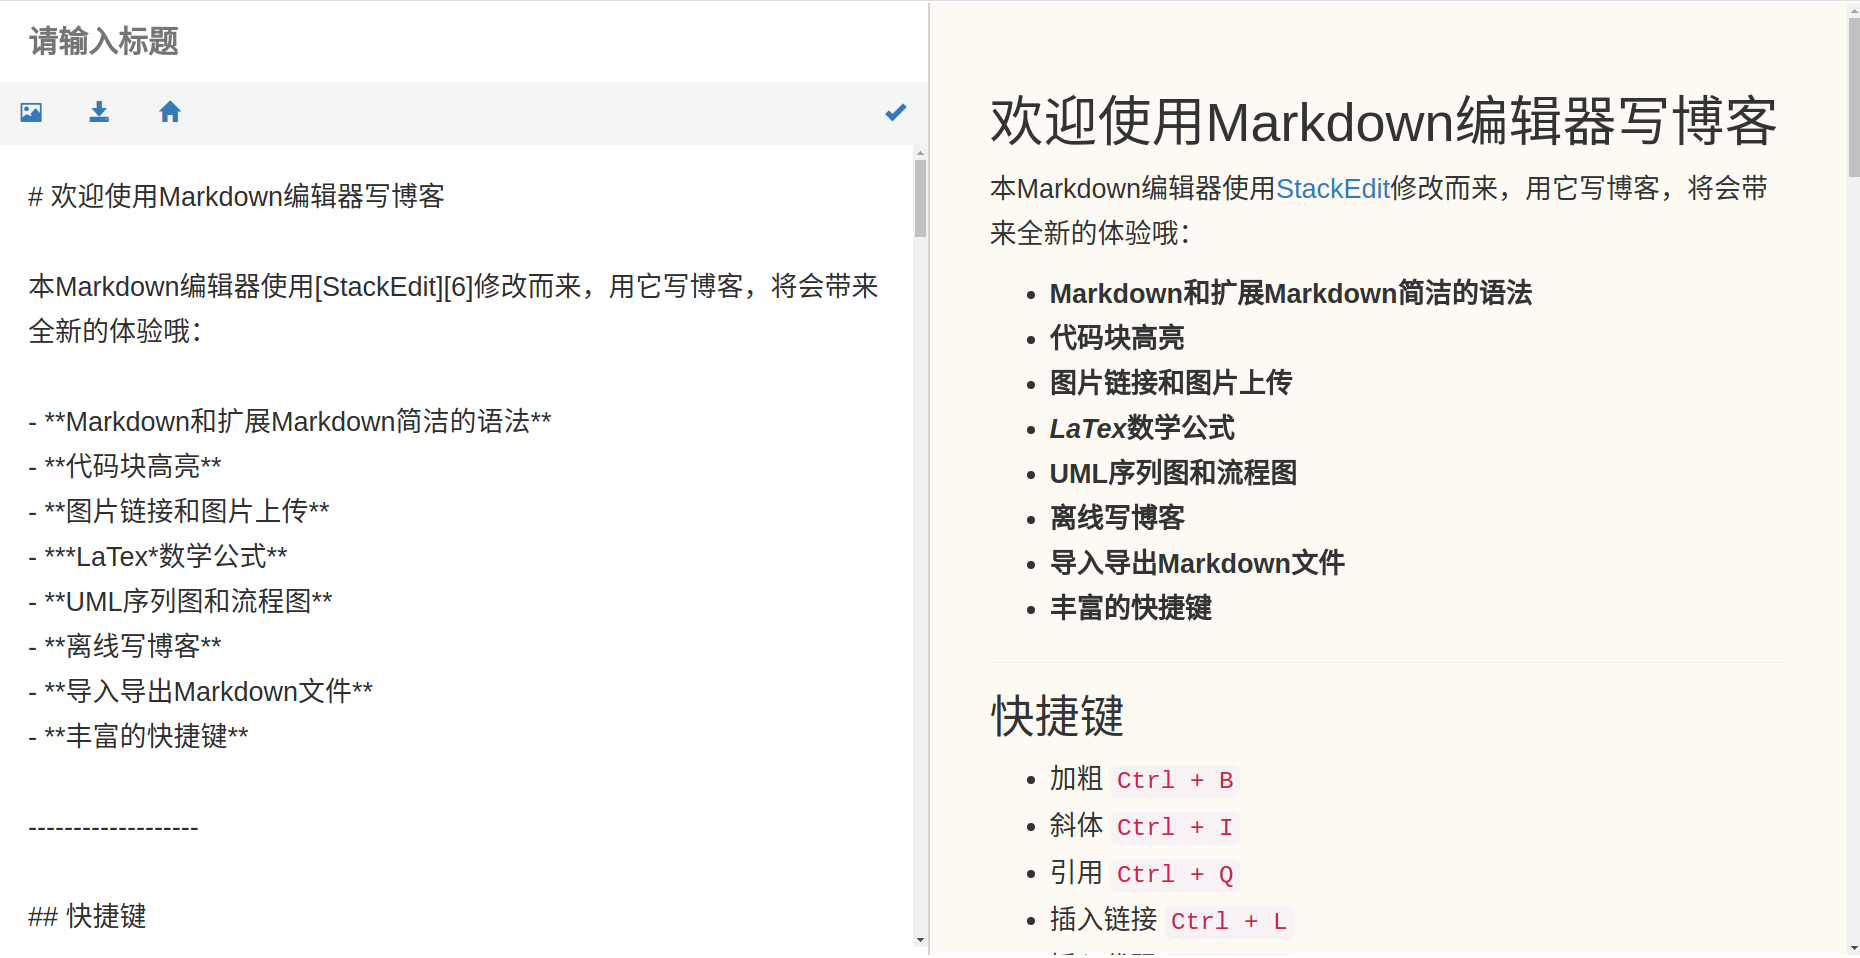 请输入标题
# 欢迎使用Markdown编辑器写博客
本Markdown编辑器使用[StackEdit][6]修改而来，用它写博客，将会带来
全新的体验哦：
- **Markdown和扩展Markdown简洁的语法**
- **代码块高亮**
- **图片链接和图片上传**
- ***LaTex*数学公式**
- **UML序列图和流程图**
- **离线写博客**
- **导入导出Markdown文件**
- **丰富的快捷键**
-------------------
## 快捷键
欢迎使用Markdown编辑器写博客
本Markdown编辑器使用StackEdit修改而来，用它写博客，将会带
来全新的体验哦：
Markdown和扩展Markdown简洁的语法
代码块高亮
图片链接和图片上传
LaTex数学公式
UML序列图和流程图
离线写博客
导入导出Markdown文件
丰富的快捷键
快捷键
加粗 Ctrl + B
斜体 Ctrl + I
引用 Ctrl + Q
插入链接 Ctrl + L